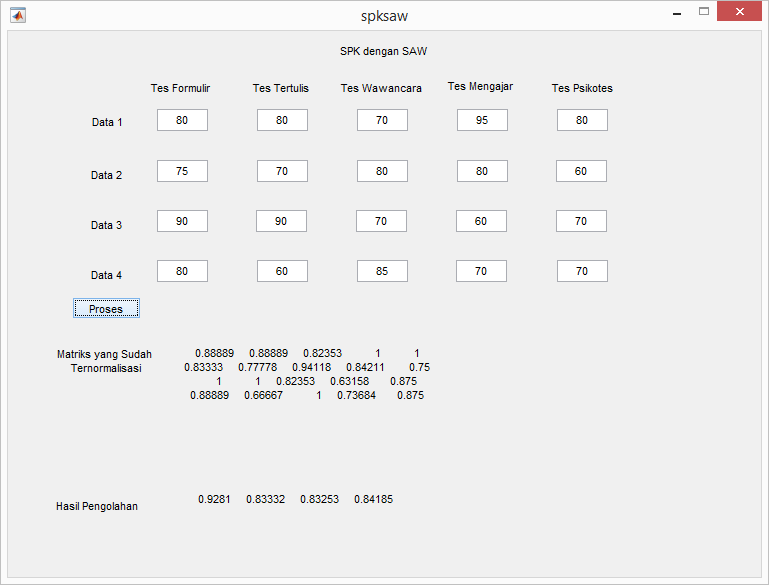 spksaw
SPK dengan SAW
Tes Formulir Tes Tertulis Tes Wawancara Tes Mengajar Tes Psikotes
Data 1 80 80 70 95 80
Data 2 75 70 80 80 60
Data 3 90 90 70 60 70
Data 4 80 60 85 70 70
Proses
Matriks yang Sudah 0.88889 0.88889 0.82353 1 1
Ternormalisasi 0.83333 0.77778 0.94118 0.84211 0.75
1 1 0.82353 0.63158 0.875
0.88889 0.66667 1 0.73684 0.875
Hasil Pengolahan 0.9281 0.83332 0.83253 0.84185